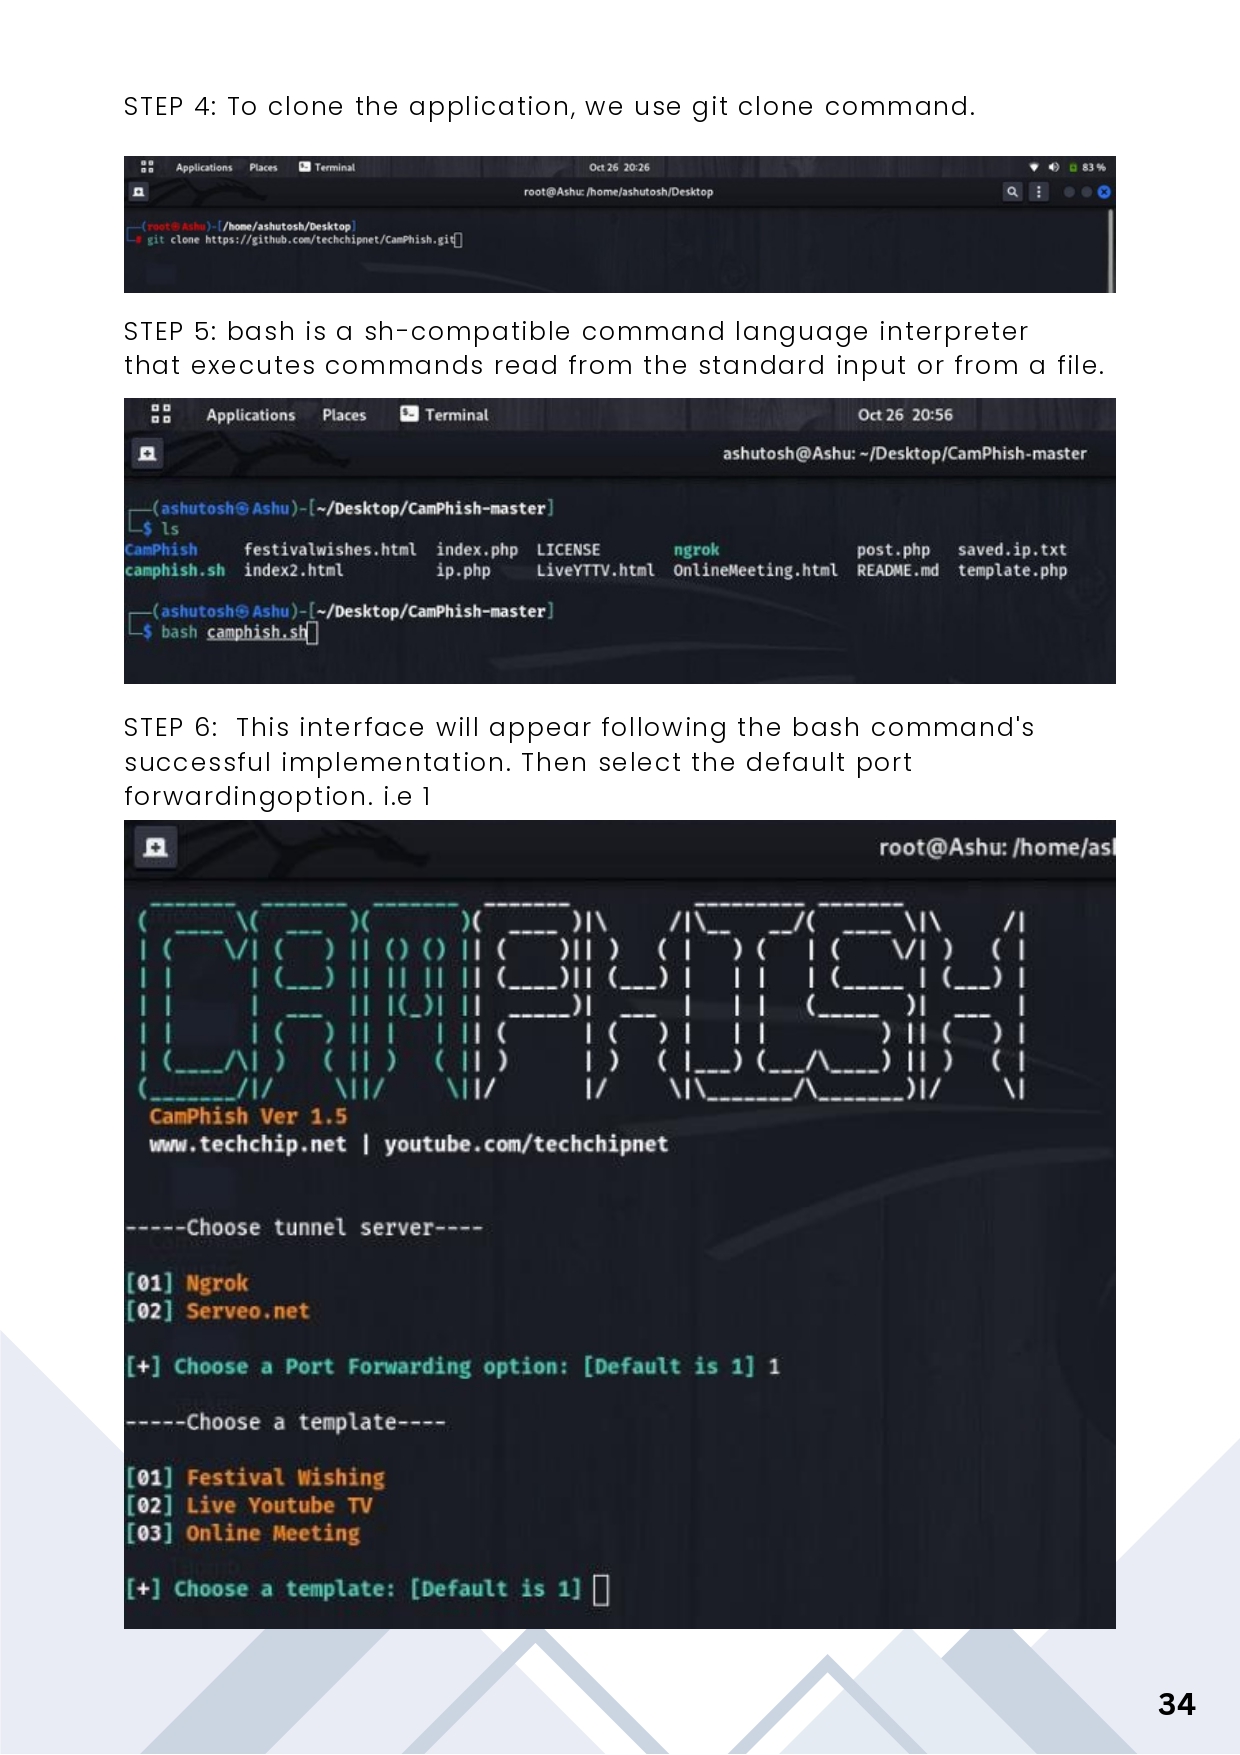 STEP 4: To clone the application, we use git clone command.
Applications Places Terminal Oct 26 20:26 83 %
root@Ashu: /home/ashutosh/Desktop
(root㉿Ashu)-[/home/ashutosh/Desktop]
# git clone https://github.com/techchipnet/CamPhish.git
STEP 5: bash is a sh-compatible command language interpreter
that executes commands read from the standard input or from a file.
Applications Places Terminal Oct 26 20:56
ashutosh@Ashu: ~/Desktop/CamPhish-master
(ashutosh㉿Ashu)-[~/Desktop/CamPhish-master]
$ ls
CamPhish festivalwishes.html index.php LICENSE ngrok post.php saved.ip.txt
camphish.sh index2.html ip.php LiveYTTV.html OnlineMeeting.html README.md template.php
(ashutosh㉿Ashu)-[~/Desktop/CamPhish-master]
$ bash camphish.sh
STEP 6: This interface will appear following the bash command's
successful implementation. Then select the default port
forwardingoption. i.e 1
root@Ashu: /home/as
CAMPHISH
CamPhish Ver 1.5
www.techchip.net | youtube.com/techchipnet
-----Choose tunnel server----
[01] Ngrok
[02] Serveo.net
[+] Choose a Port Forwarding option: [Default is 1] 1
-----Choose a template----
[01] Festival Wishing
[02] Live Youtube TV
[03] Online Meeting
[+] Choose a template: [Default is 1]
34